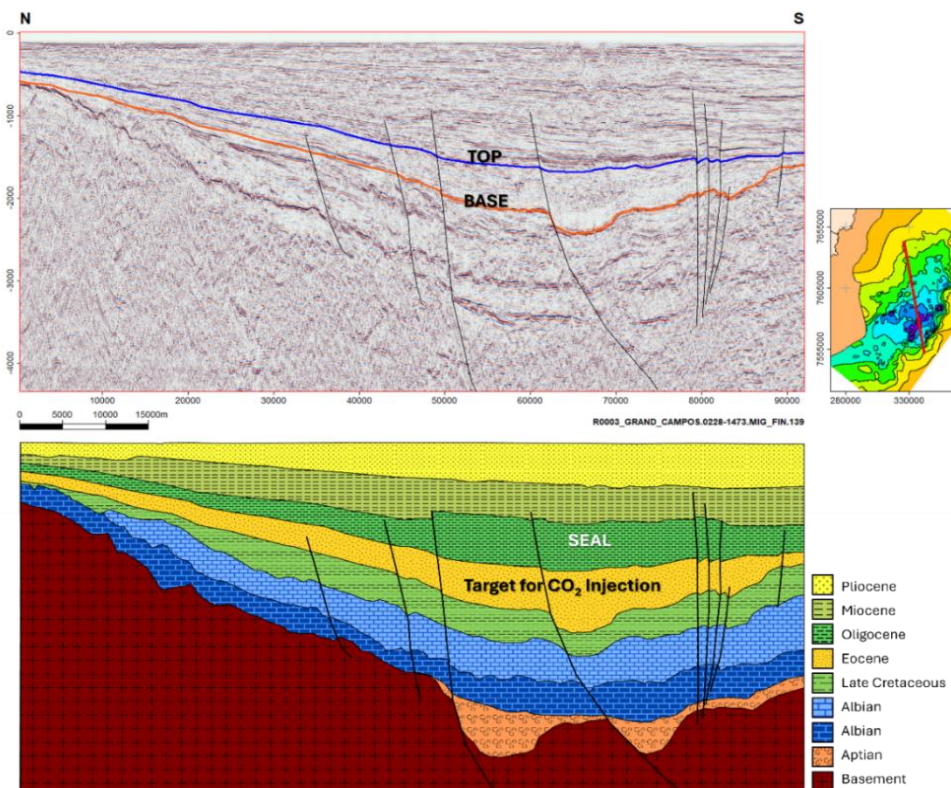 N
S
0
-1000
-2000
-3000
-4000
TOP
BASE
0
10000
20000
30000
40000
50000
60000
70000
80000
90000
0 5000 10000 15000m
R0003_GRAND_CAMPOS.0228-1473.MIG_FIN.139
7655000
7605000
7555000
280000
330000
SEAL
Target for CO₂ Injection
Pliocene
Miocene
Oligocene
Eocene
Late Cretaceous
Albian
Albian
Aptian
Basement